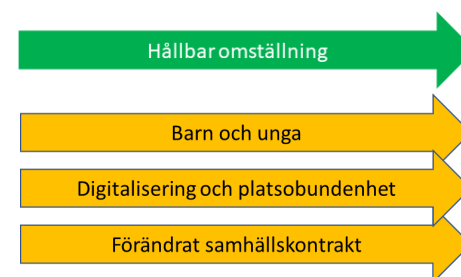 Hållbar omställning
Barn och unga
Digitalisering och platsobundenhet
Förändrat samhällskontrakt